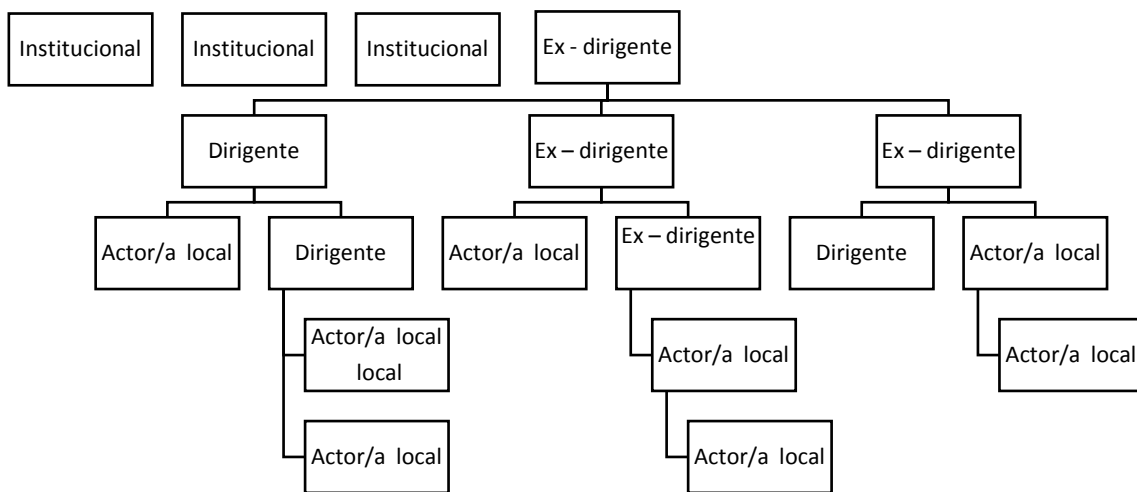 Institucional
Institucional
Institucional
Ex - dirigente
Dirigente
Ex – dirigente
Ex – dirigente
Actor/a local
Dirigente
Actor/a local
Ex – dirigente
Dirigente
Actor/a local
Actor/a local
local
Actor/a local
Actor/a local
Actor/a local
Actor/a local